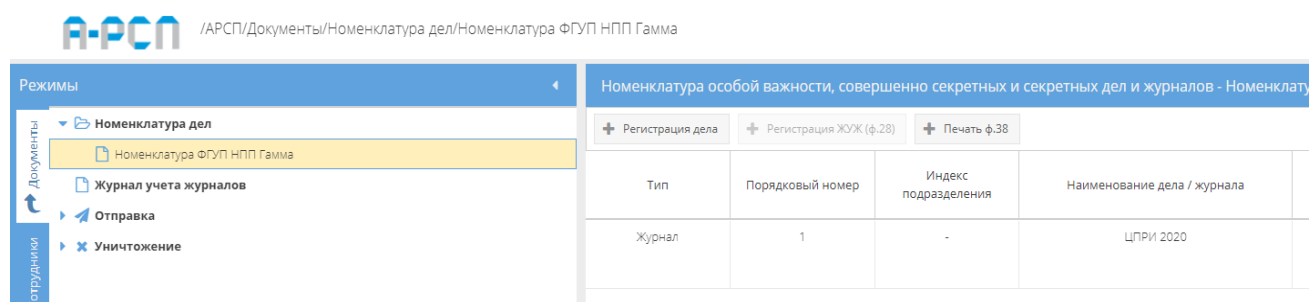 А-РСП
/АРСП/Документы/Номенклатура дел/Номенклатура ФГУП НПП Гамма
Режимы
Документы
Номенклатура дел
Номенклатура ФГУП НПП Гамма
Журнал учета журналов
Отправка
Уничтожение
Номенклатура особой важности, совершенно секретных и секретных дел и журналов - Номенклату
Регистрация дела
Регистрация ЖУЖ (ф.28)
Печать ф.38
Тип
Порядковый номер
Индекс
подразделения
Наименование дела / журнала
Журнал
1
-
ЦПРИ 2020
отрудники